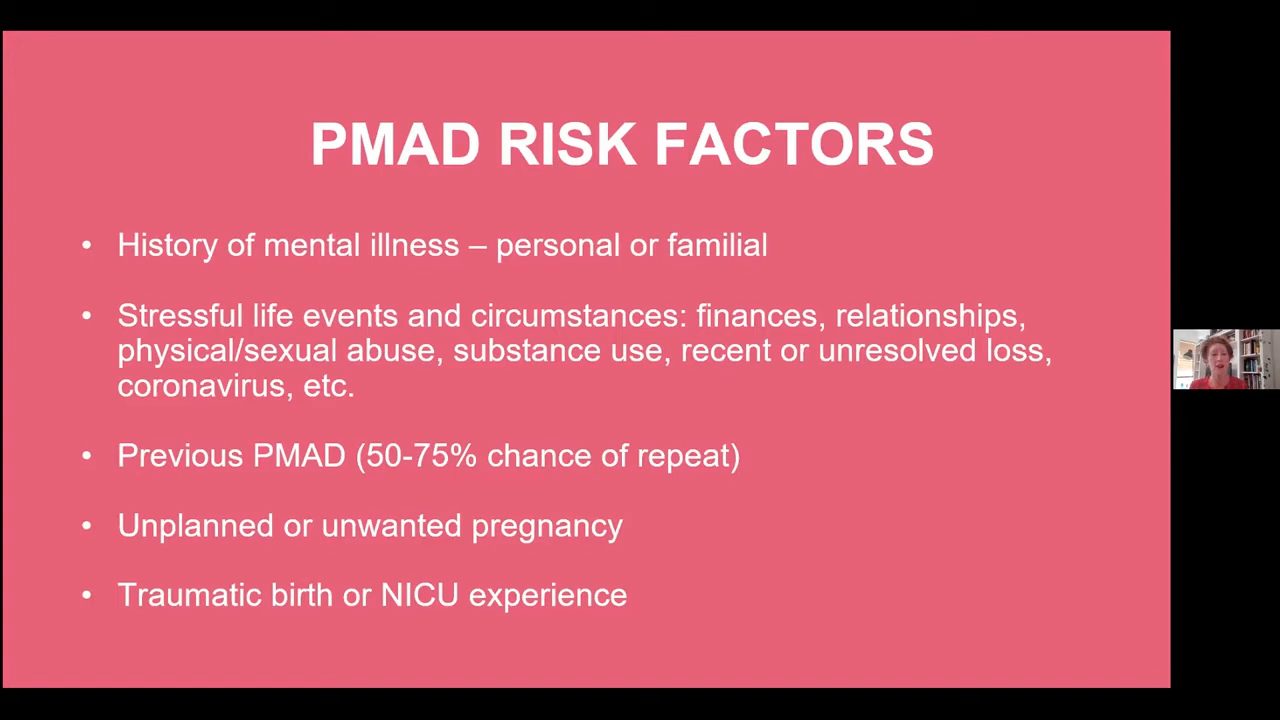 PMAD RISK FACTORS
• History of mental illness – personal or familial
• Stressful life events and circumstances: finances, relationships,
physical/sexual abuse, substance use, recent or unresolved loss,
coronavirus, etc.
• Previous PMAD (50-75% chance of repeat)
• Unplanned or unwanted pregnancy
• Traumatic birth or NICU experience